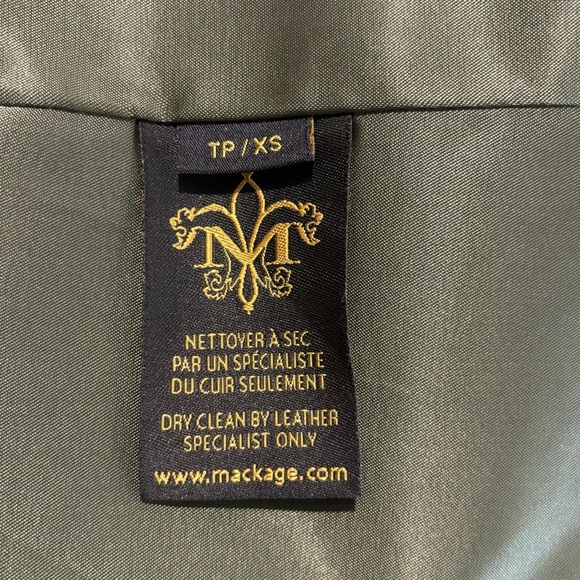 TP / XS
M
NETTOYER À SEC
PAR UN SPÉCIALISTE
DU CUIR SEULEMENT
DRY CLEAN BY LEATHER
SPECIALIST ONLY
www.mackage.com